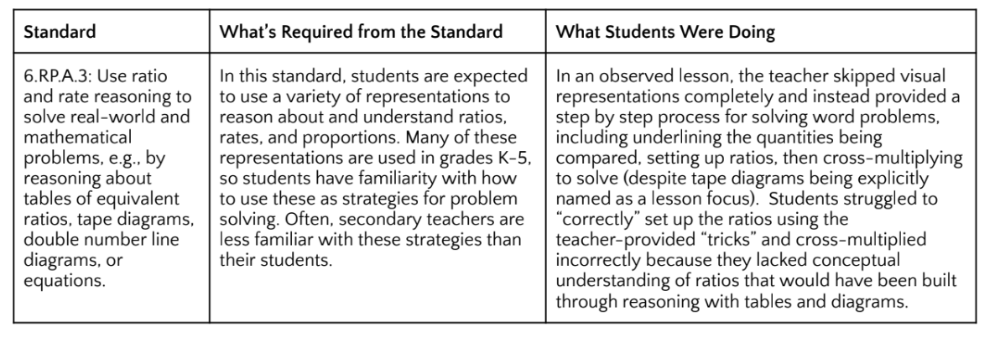 Standard
What's Required from the Standard
What Students Were Doing
6.RP.A.3: Use ratio
and rate reasoning to
solve real-world and
mathematical
problems, e.g., by
reasoning about
tables of equivalent
ratios, tape diagrams,
double number line
diagrams, or
equations.
In this standard, students are expected
to use a variety of representations to
reason about and understand ratios,
rates, and proportions. Many of these
representations are used in grades K-5,
so students have familiarity with how
to use these as strategies for problem
solving. Often, secondary teachers are
less familiar with these strategies than
their students.
In an observed lesson, the teacher skipped visual
representations completely and instead provided a
step by step process for solving word problems,
including underlining the quantities being
compared, setting up ratios, then cross-multiplying
to solve (despite tape diagrams being explicitly
named as a lesson focus).  Students struggled to
“correctly” set up the ratios using the
teacher-provided “tricks” and cross-multiplied
incorrectly because they lacked conceptual
understanding of ratios that would have been built
through reasoning with tables and diagrams.